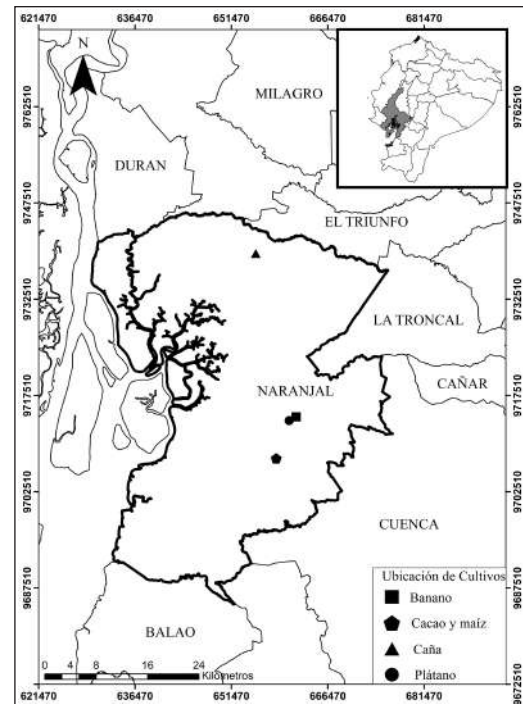 621470 636470 651470 666470 681470
N
MILAGRO
DURAN
EL TRIUNFO
LA TRONCAL
CAÑAR
NARANJAL
CUENCA
BALAO
9762510
9747510
9732510
9717510
9702510
9687510
9672510
9762510
9747510
9732510
9717510
9702510
9687510
9672510
Ubicación de Cultivos
Banano
Cacao y maíz
Caña
Plátano
0 4 8 16 24
Kilómetros
621470 636470 651470 666470 681470